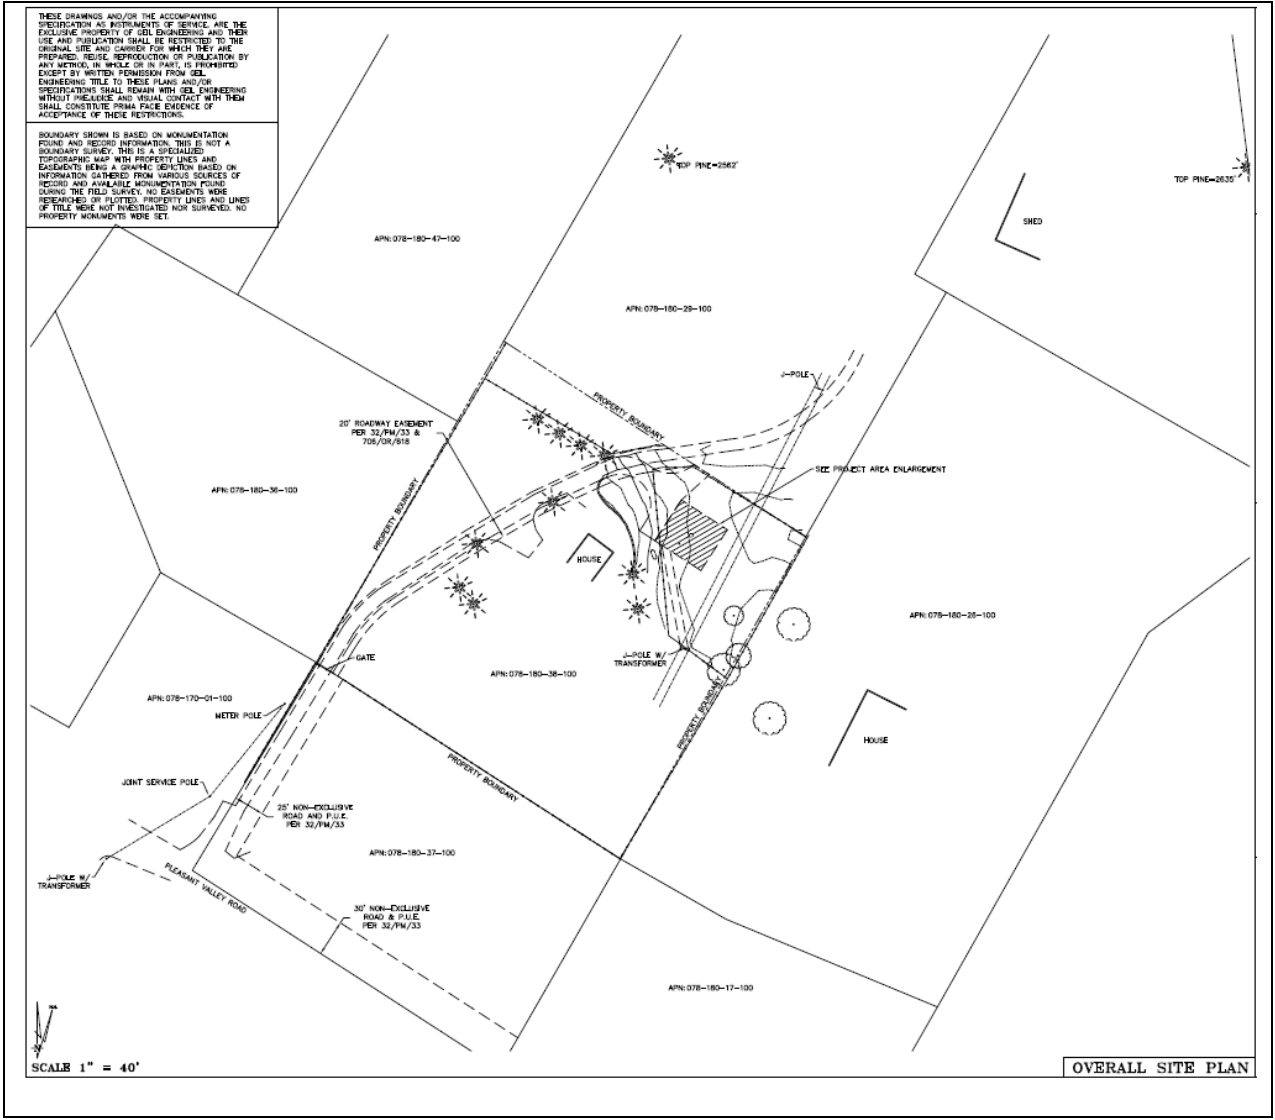 THESE DRAWINGS AND/OR THE ACCOMPANYING
SPECIFICATION AS INSTRUMENTS OF SERVICE, ARE THE
EXCLUSIVE PROPERTY OF GEIL ENGINEERING AND THEIR
USE AND PUBLICATION SHALL BE RESTRICTED TO THE
ORIGINAL SITE AND CARRIER FOR WHICH THEY ARE
PREPARED. REUSE, REPRODUCTION OR PUBLICATION BY
ANY METHOD, IN WHOLE OR IN PART, IS PROHIBITED
EXCEPT BY WRITTEN PERMISSION FROM GEIL
ENGINEERING TITLE TO THESE PLANS AND/OR
SPECIFICATIONS SHALL REMAIN WITH GEIL ENGINEERING
WITHOUT PREJUDICE AND VISUAL CONTACT WITH THEM
SHALL CONSTITUTE PRIMA FACIE EVIDENCE OF
ACCEPTANCE OF THESE RESTRICTIONS.
BOUNDARY SHOWN IS BASED ON MONUMENTATION
FOUND AND RECORD INFORMATION. THIS IS NOT A
BOUNDARY SURVEY. THIS IS A SPECIALIZED
TOPOGRAPHIC MAP WITH PROPERTY LINES AND
EASEMENTS BEING A GRAPHIC DEPICTION BASED ON
INFORMATION GATHERED FROM VARIOUS SOURCES OF
RECORD AND AVAILABLE MONUMENTATION FOUND
DURING THE FIELD SURVEY. NO EASEMENTS WERE
RESEARCHED OR PLOTTED. PROPERTY LINES AND LINES
OF TITLE WERE NOT INVESTIGATED NOR SURVEYED. NO
PROPERTY MONUMENTS WERE SET.
TOP PINE=2562'
TOP PINE=2635'
SHED
APN: 078-180-47-100
APN: 078-180-29-100
J-POLE
PROPERTY BOUNDARY
20' ROADWAY EASEMENT
PER 32/PM/33 &
706/OR/618
SEE PROJECT AREA ENLARGEMENT
APN: 078-180-36-100
PROPERTY BOUNDARY
HOUSE
APN: 078-180-26-100
J-POLE W/
TRANSFORMER
GATE
APN: 078-180-38-100
APN: 078-170-01-100
METER POLE
PROPERTY BOUNDARY
HOUSE
PROPERTY BOUNDARY
JOINT SERVICE POLE
25' NON-EXCLUSIVE
ROAD AND P.U.E.
PER 32/PM/33
APN: 078-180-37-100
J-POLE W/
TRANSFORMER
PLEASANT VALLEY ROAD
30' NON-EXCLUSIVE
ROAD & P.U.E.
PER 32/PM/33
APN: 078-180-17-100
SCALE 1" = 40'
OVERALL SITE PLAN